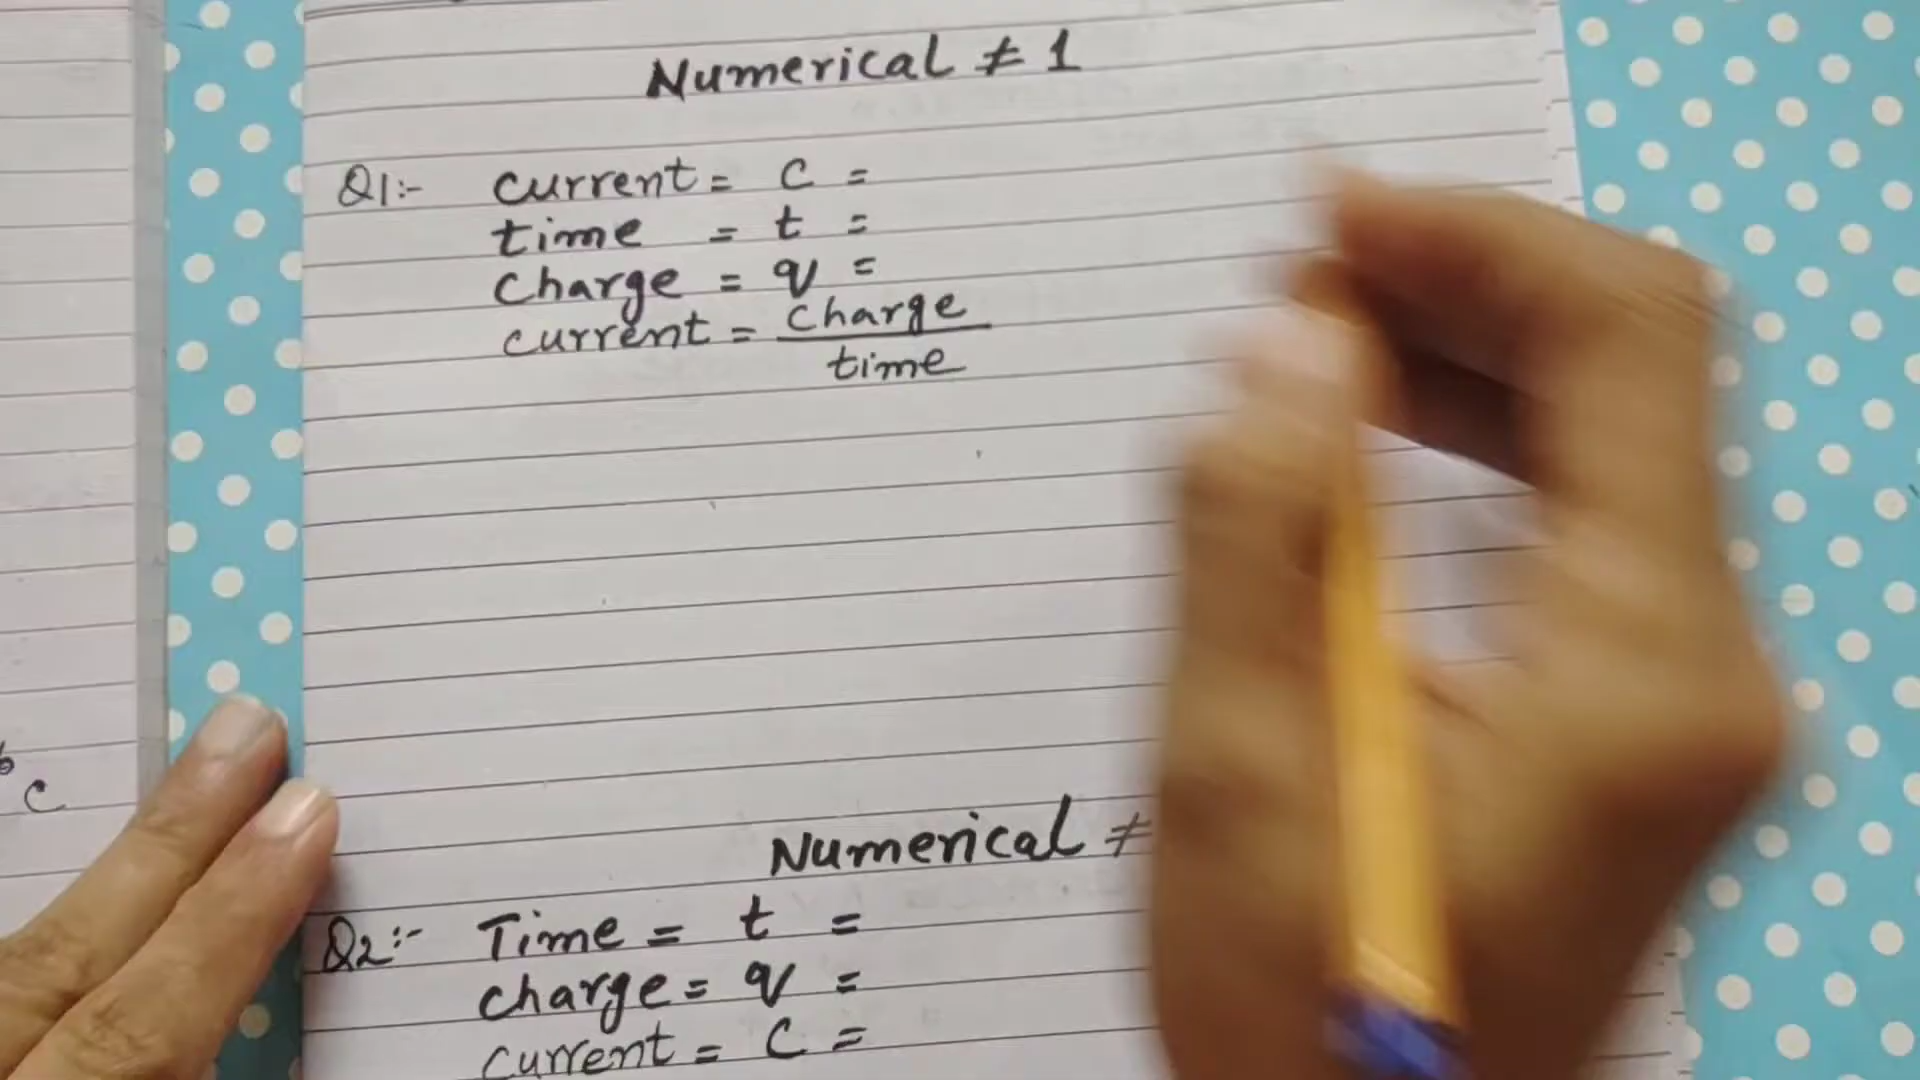 Numerical ≠ 1
Q1:- current = C =
time = t =
Charge = q =
current = Charge
time
Numerical ≠
Q2:- Time = t =
charge = q =
current = C =
c